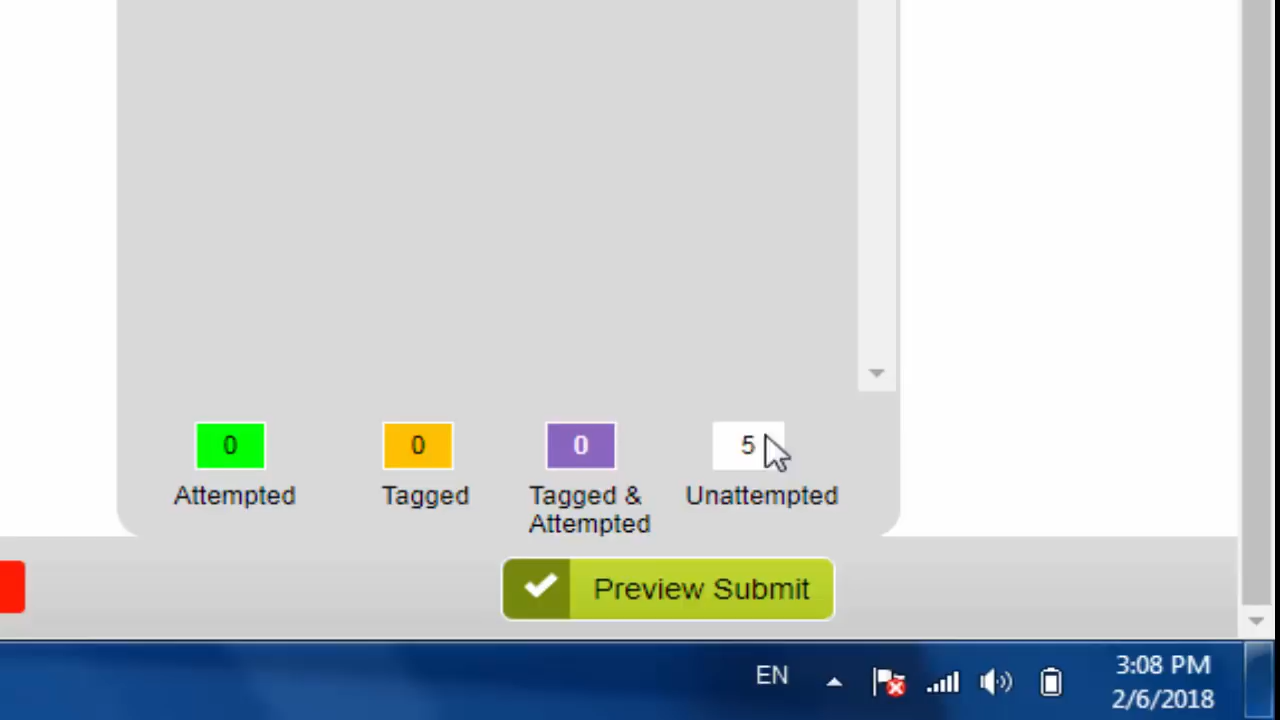 0 0 0 5
Attempted Tagged Tagged & Unattempted
Attempted
Preview Submit
EN 3:08 PM
2/6/2018